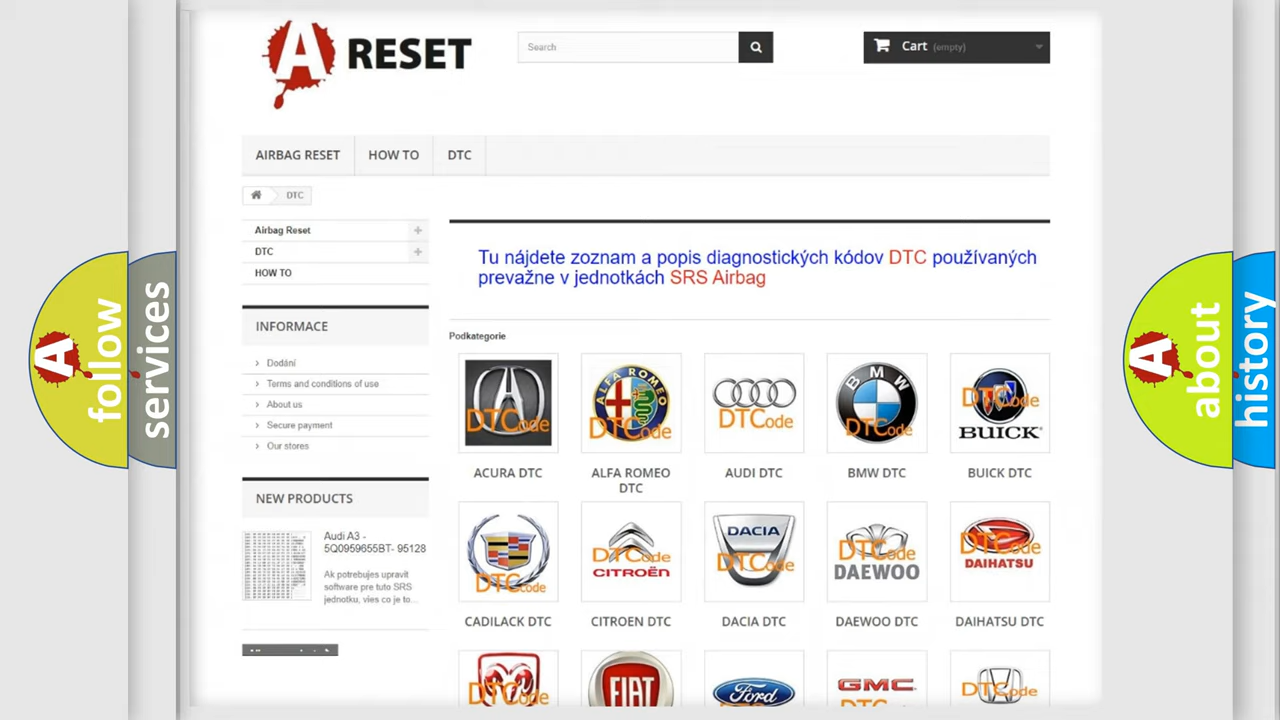 A RESET
Search
Cart (empty)
AIRBAG RESET
HOW TO
DTC
DTC
Airbag Reset
DTC
HOW TO
Tu nájdete zoznam a popis diagnostických kódov DTC používaných
prevažne v jednotkách SRS Airbag
INFORMACE
Dodání
Terms and conditions of use
About us
Secure payment
Our stores
Podkategorie
DTCode
ALFA ROMEO
DTCode
DTCode
BMW
DTCode
DTCode
BUICK
ACURA DTC
ALFA ROMEO
DTC
AUDI DTC
BMW DTC
BUICK DTC
NEW PRODUCTS
Audi A3 -
5Q0959655BT- 95128
Ak potrebujes upravit
software pre tuto SRS
jednotku, vies co je to...
DTCode
DTCode
CITROËN
DACIA
DTCode
DTCode
DAEWOO
DTCode
DAIHATSU
CADILACK DTC
CITROEN DTC
DACIA DTC
DAEWOO DTC
DAIHATSU DTC
DTCode
FIAT
Ford
GMC
DTCode
A follow
services
A about
history